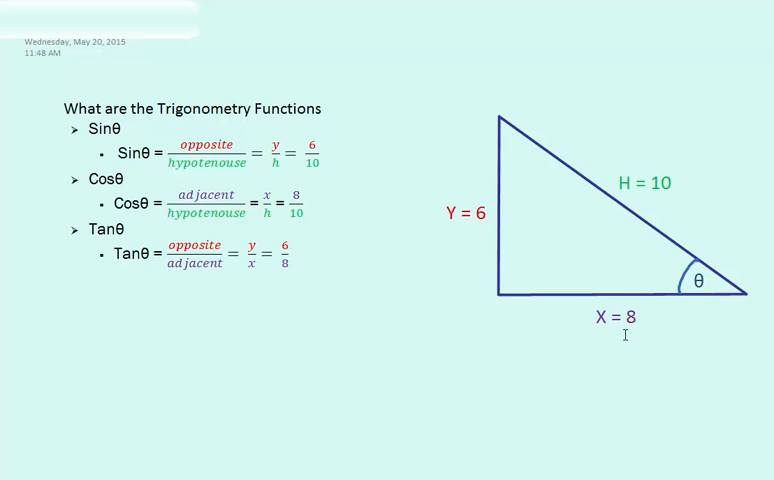 Wednesday, May 20, 2015
11:48 AM
What are the Trigonometry Functions
➢ Sinθ
▪ Sinθ = opposite/hypotenouse = y/h = 6/10
➢ Cosθ
▪ Cosθ = adjacent/hypotenouse = x/h = 8/10
➢ Tanθ
▪ Tanθ = opposite/adjacent = y/x = 6/8
H = 10
Y = 6
θ
X = 8